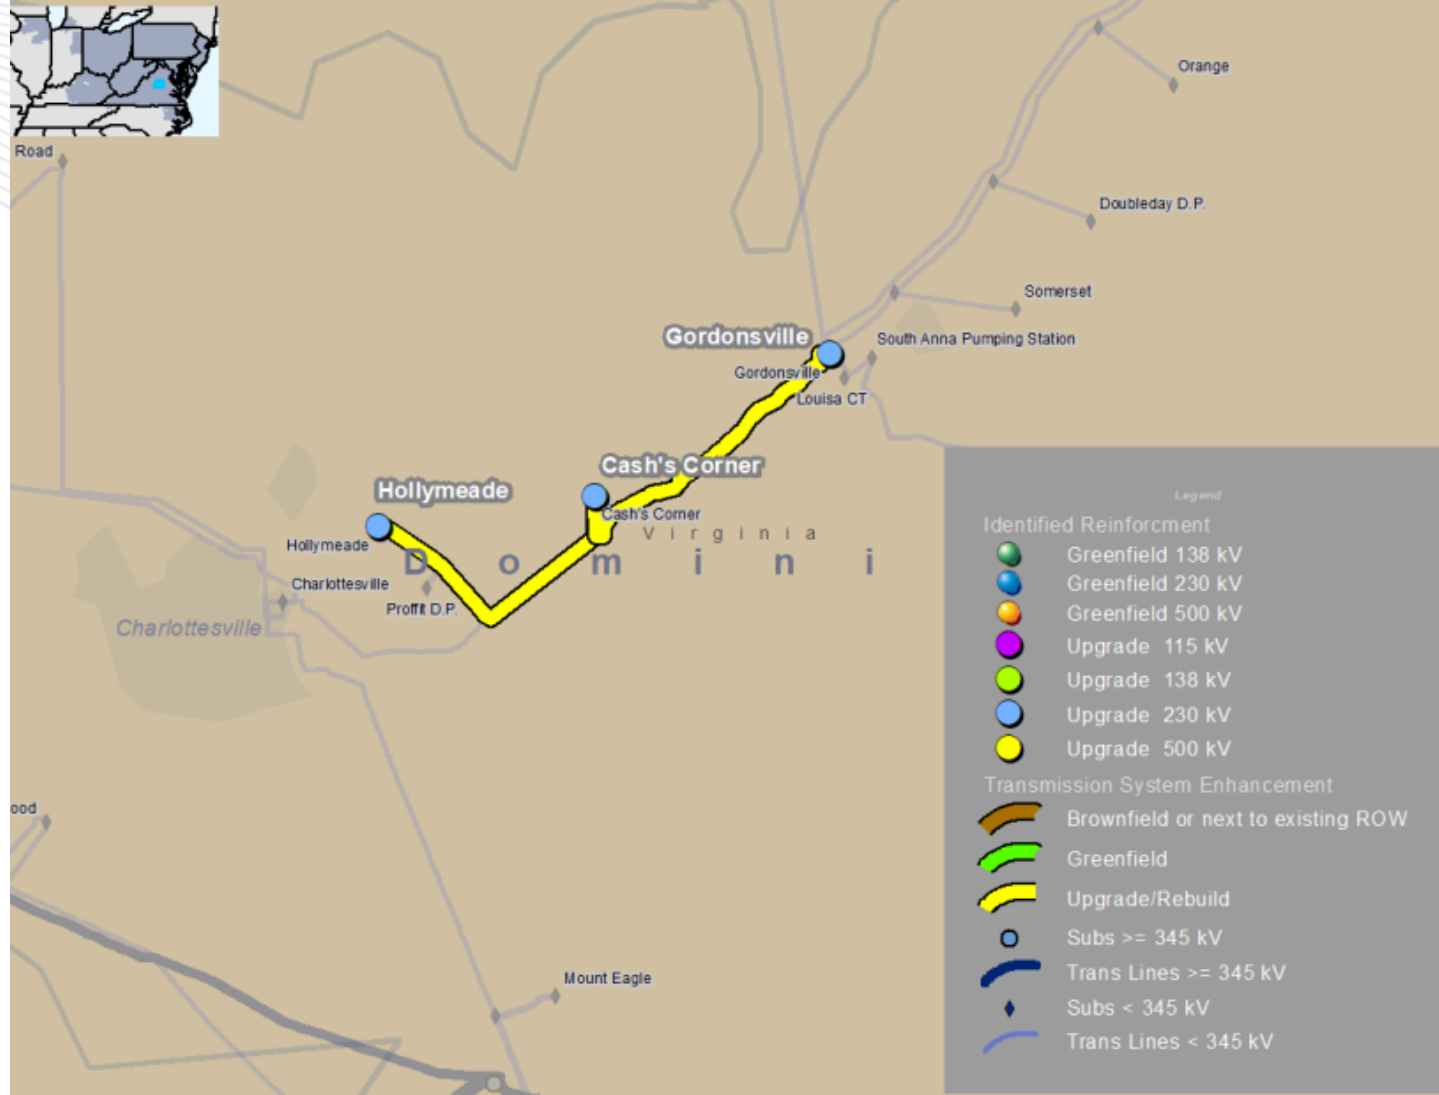 Orange
Road
Doubleday D.P.
Somerset
Gordonsville
South Anna Pumping Station
Gordonsville
Louisa CT
Cash's Corner
Hollymeade
Cash's Corner
Virginia
Hollymeade
Domini
Charlottesville
Proffit D.P.
Charlottesville
ood
Mount Eagle
Legend
Identified Reinforcment
Greenfield 138 kV
Greenfield 230 kV
Greenfield 500 kV
Upgrade 115 kV
Upgrade 138 kV
Upgrade 230 kV
Upgrade 500 kV
Transmission System Enhancement
Brownfield or next to existing ROW
Greenfield
Upgrade/Rebuild
Subs >= 345 kV
Trans Lines >= 345 kV
Subs < 345 kV
Trans Lines < 345 kV